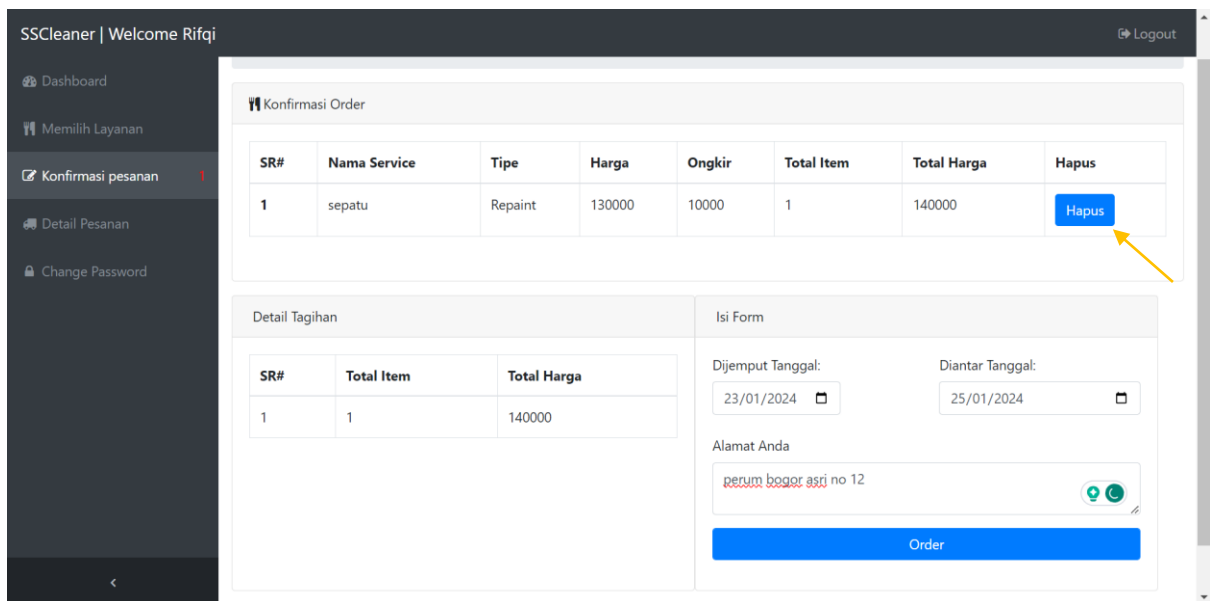 SSCleaner | Welcome Rifqi
Logout
Dashboard
Memilih Layanan
Konfirmasi pesanan 1
Detail Pesanan
Change Password
Konfirmasi Order
SR# Nama Service Tipe Harga Ongkir Total Item Total Harga Hapus
1 sepatu Repaint 130000 10000 1 140000 Hapus
Detail Tagihan
SR# Total Item Total Harga
1 1 140000
Isi Form
Dijemput Tanggal: Diantar Tanggal:
23/01/2024 25/01/2024
Alamat Anda
perum bogor asri no 12
Order